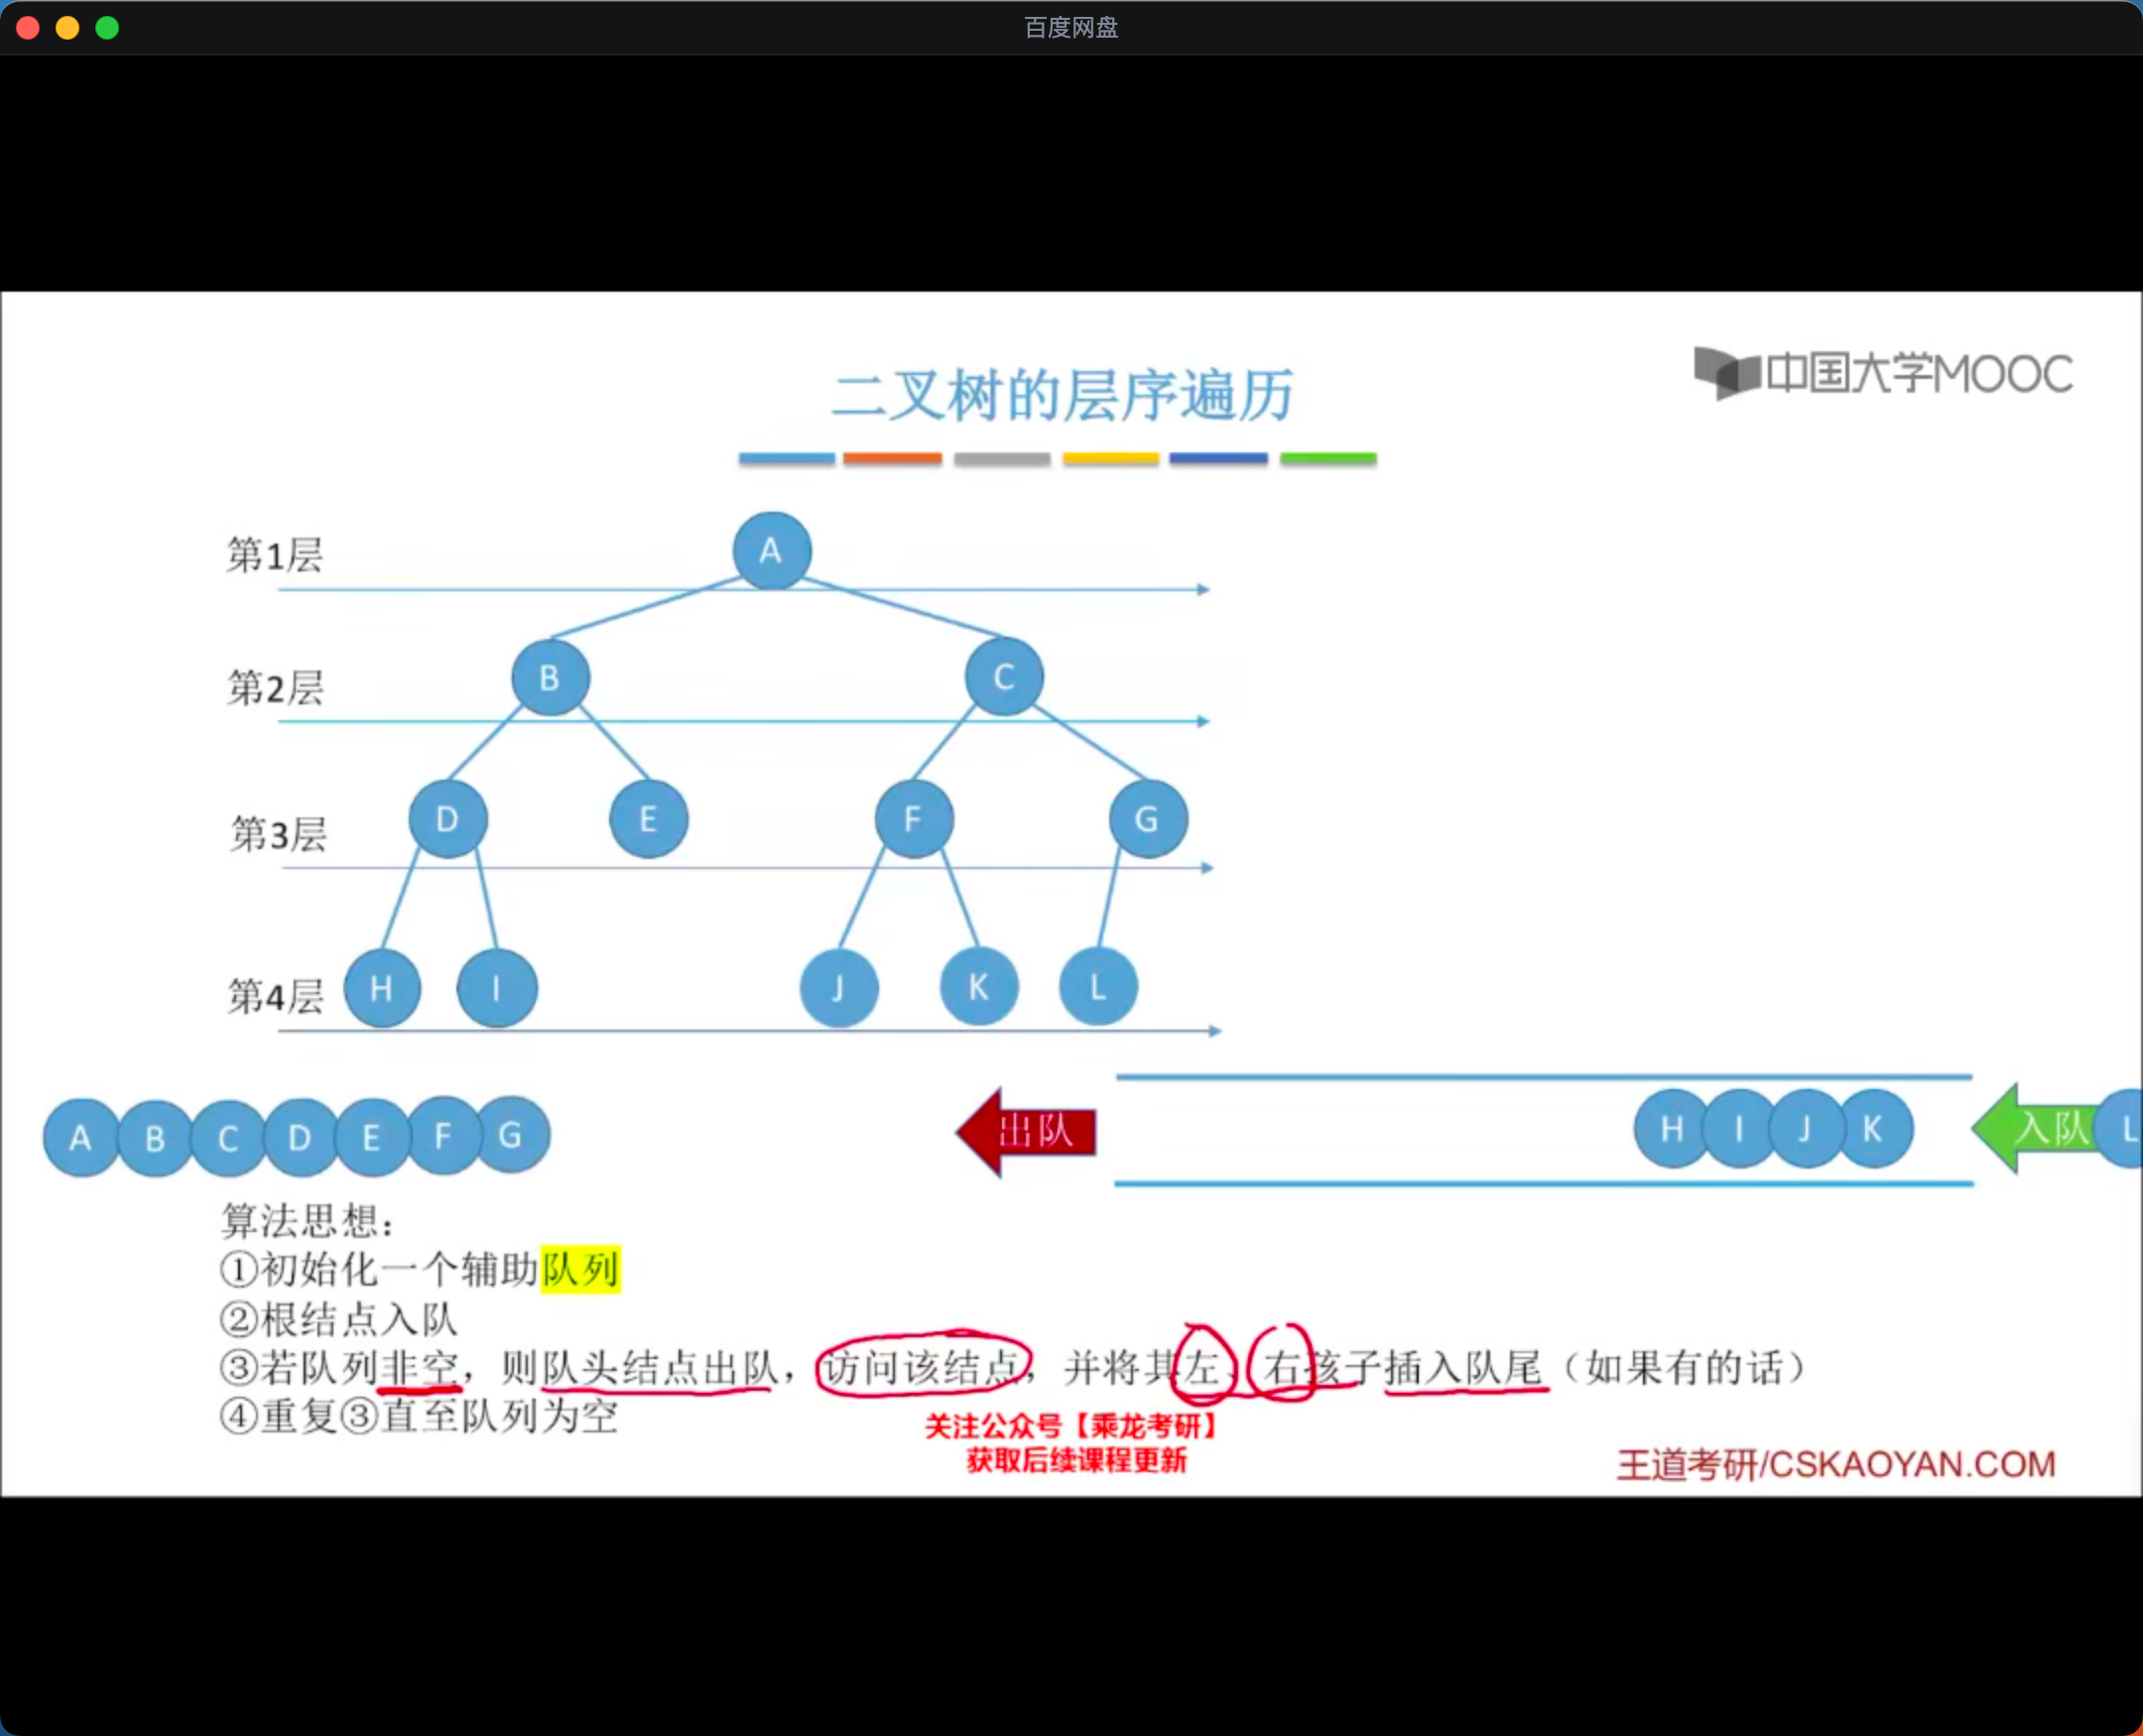 百度网盘
中国大学MOOC
二叉树的层序遍历
第1层
A
第2层
B C
第3层
D E F G
第4层
H I J K L
A B C D E F G
出队
H I J K
入队
L
算法思想：
①初始化一个辅助队列
②根结点入队
③若队列非空，则队头结点出队，访问该结点，并将其左、右孩子插入队尾（如果有的话）
④重复③直至队列为空
关注公众号【乘龙考研】
获取后续课程更新
王道考研/CSKAOYAN.COM